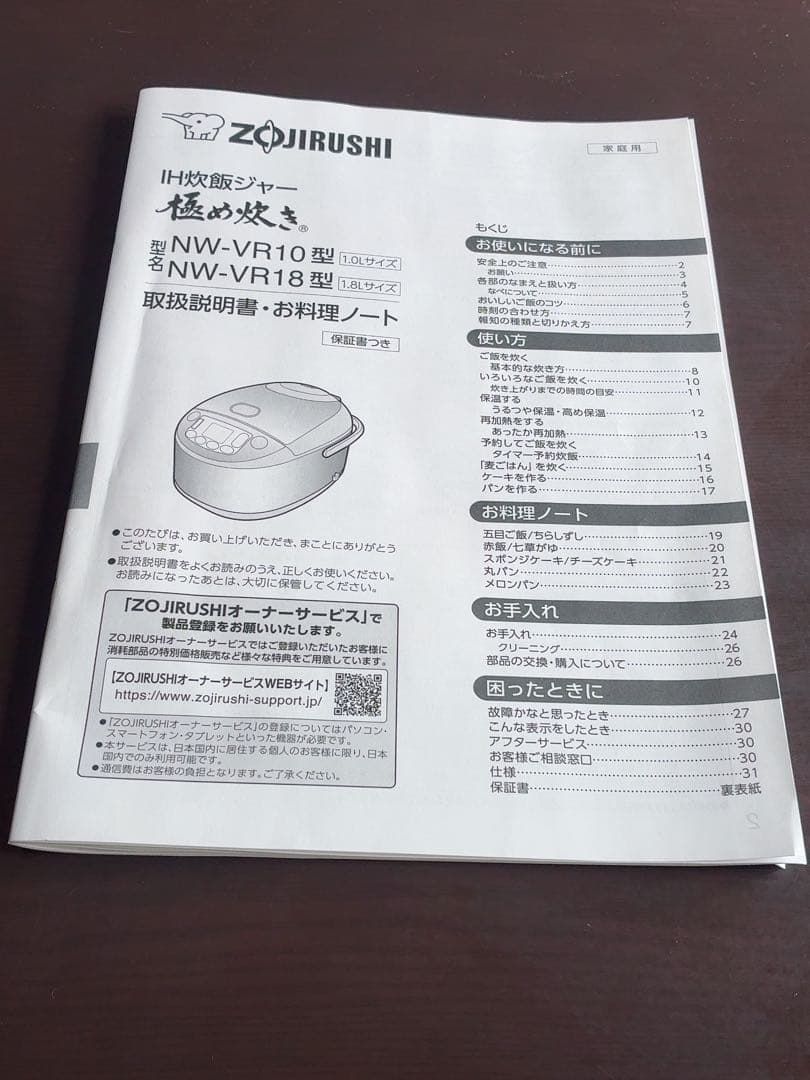 ZOJIRUSHI
家庭用
IH炊飯ジャー
極め炊き®
型名
NW-VR10型 1.0Lサイズ
NW-VR18型 1.8Lサイズ
取扱説明書・お料理ノート
保証書つき
●このたびは、お買い上げいただき、まことにありがとう
ございます。
●取扱説明書をよくお読みのうえ、正しくお使いください。
お読みになったあとは、大切に保管してください。
「ZOJIRUSHIオーナーサービス」で
製品登録をお願いいたします。
ZOJIRUSHIオーナーサービスではご登録いただいたお客様に
消耗部品の特別価格販売など様々な特典をご用意しています。
【ZOJIRUSHIオーナーサービスWEBサイト】
https://www.zojirushi-support.jp/
●「ZOJIRUSHIオーナーサービス」の登録についてはパソコン・
スマートフォン・タブレットといった機器が必要です。
●本サービスは、日本国内に居住する個人のお客様に限り、日本
国内でのみ利用可能です。
●通信費はお客様の負担となります。ご了承ください。
もくじ
お使いになる前に
安全上のご注意……2
お願い……3
各部のなまえと扱い方……4
なべについて……5
おいしいご飯のコツ……6
時刻の合わせ方……7
報知の種類と切りかえ方……7
使い方
ご飯を炊く
基本的な炊き方……8
いろいろなご飯を炊く……10
炊き上がりまでの時間の目安……11
保温する
うるつや保温・高め保温……12
再加熱をする
あったか再加熱……13
予約してご飯を炊く
タイマー予約炊飯……14
「麦ごはん」を炊く……15
ケーキを作る……16
パンを作る……17
お料理ノート
五目ご飯/ちらしずし……19
赤飯/七草がゆ……20
スポンジケーキ/チーズケーキ……21
丸パン……22
メロンパン……23
お手入れ
お手入れ……24
クリーニング……26
部品の交換・購入について……26
困ったときに
故障かなと思ったとき……27
こんな表示をしたとき……30
アフターサービス……30
お客様ご相談窓口……30
仕様……31
保証書……裏表紙